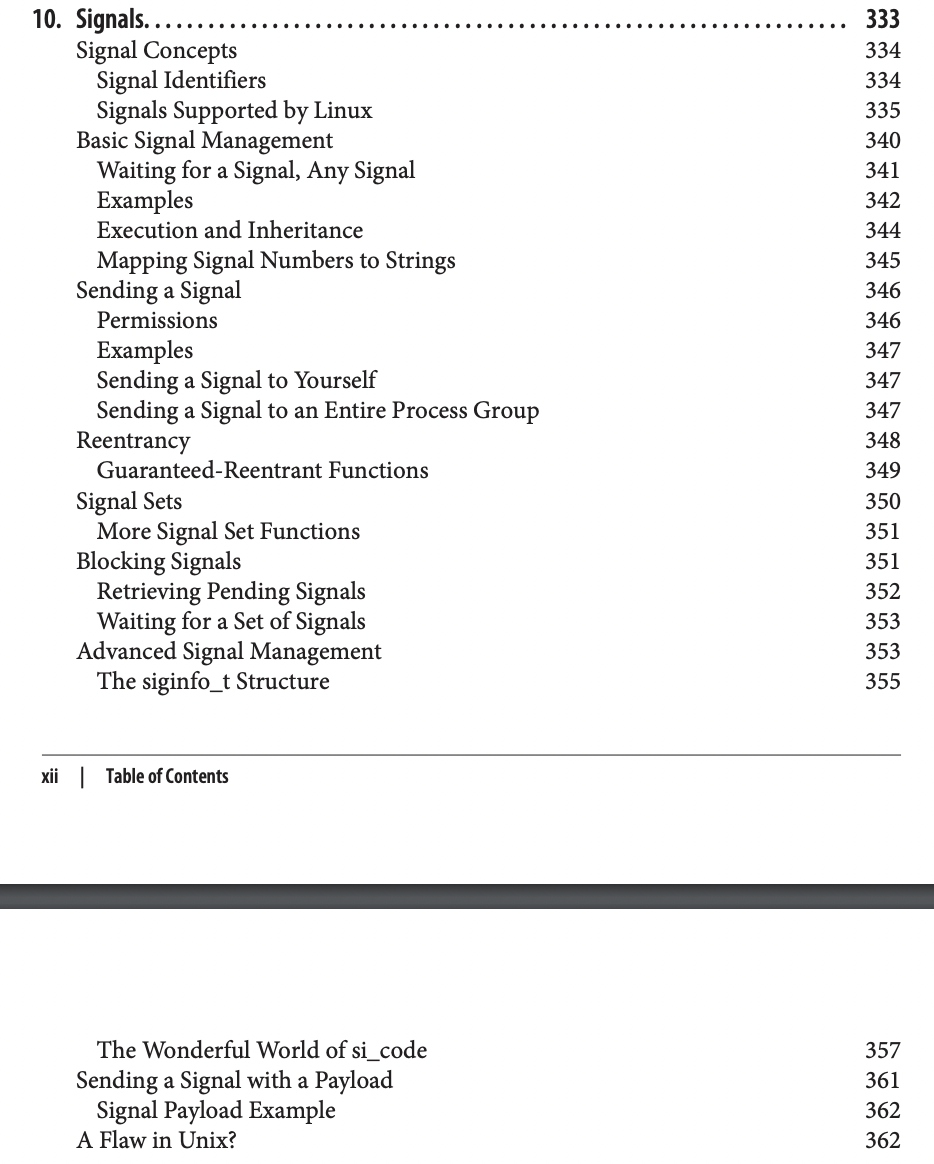 10. Signals. . . . . . . . . . . . . . . . . . . . . . . . . . . . . . . . . . . . . . . . . . . . . . . . . . . . . . . . . . . . . . . . . . . 333
Signal Concepts 334
Signal Identifiers 334
Signals Supported by Linux 335
Basic Signal Management 340
Waiting for a Signal, Any Signal 341
Examples 342
Execution and Inheritance 344
Mapping Signal Numbers to Strings 345
Sending a Signal 346
Permissions 346
Examples 347
Sending a Signal to Yourself 347
Sending a Signal to an Entire Process Group 347
Reentrancy 348
Guaranteed-Reentrant Functions 349
Signal Sets 350
More Signal Set Functions 351
Blocking Signals 351
Retrieving Pending Signals 352
Waiting for a Set of Signals 353
Advanced Signal Management 353
The siginfo_t Structure 355
xii | Table of Contents
The Wonderful World of si_code 357
Sending a Signal with a Payload 361
Signal Payload Example 362
A Flaw in Unix? 362